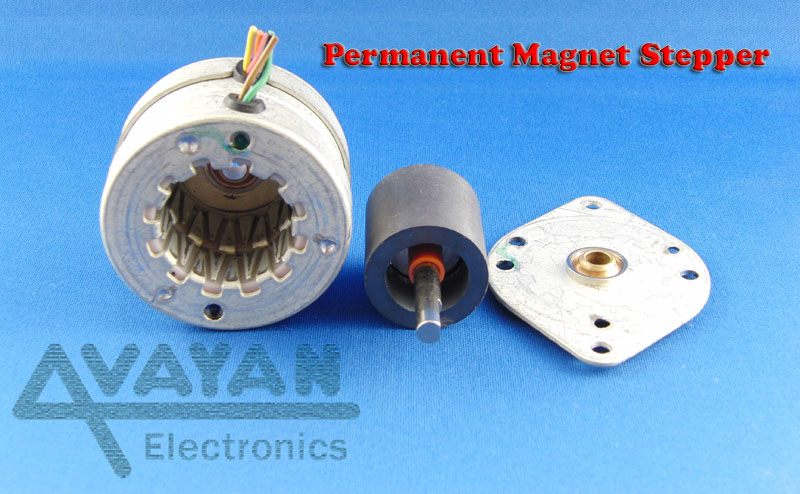 Permanent Magnet Stepper
AVAYAN
Electronics